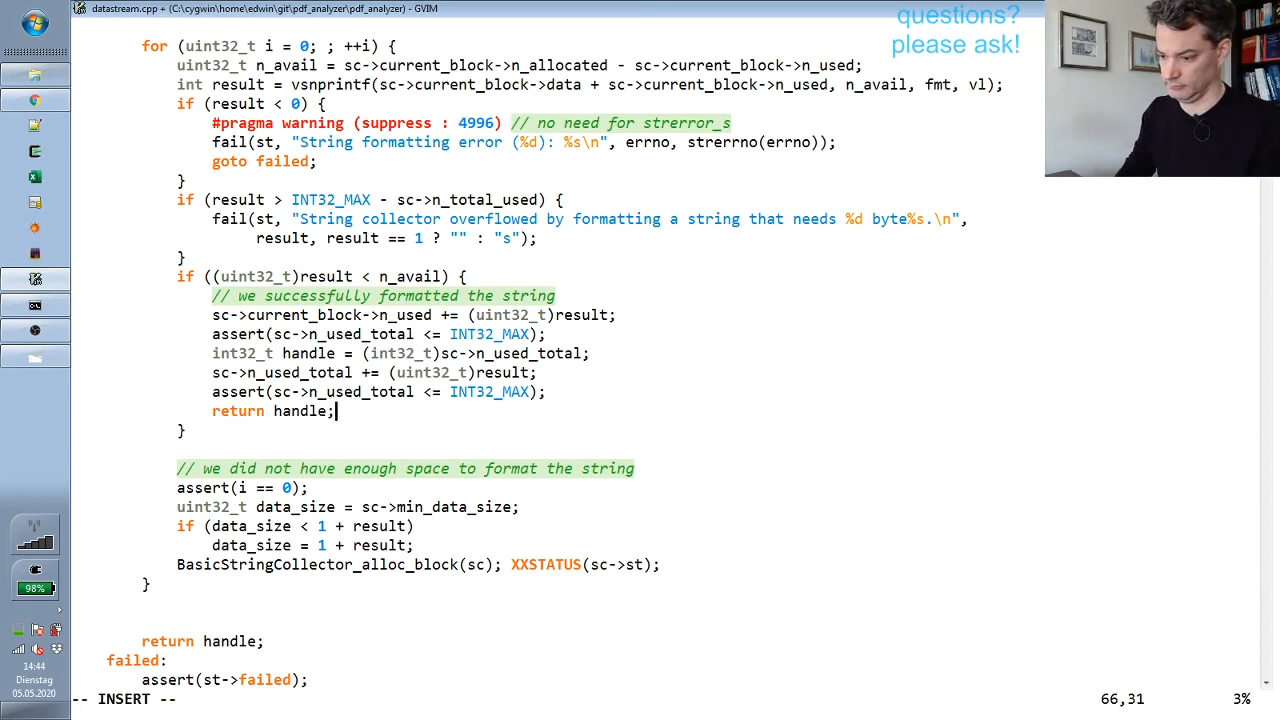 datastream.cpp + (C:\cygwin\home\edwin\git\pdf_analyzer\pdf_analyzer) - GVIM
questions?
please ask!
for (uint32_t i = 0; ; ++i) {
uint32_t n_avail = sc->current_block->n_allocated - sc->current_block->n_used;
int result = vsnprintf(sc->current_block->data + sc->current_block->n_used, n_avail, fmt, vl);
if (result < 0) {
#pragma warning (suppress : 4996) // no need for strerror_s
fail(st, "String formatting error (%d): %s\n", errno, strerrno(errno));
goto failed;
}
if (result > INT32_MAX - sc->n_total_used) {
fail(st, "String collector overflowed by formatting a string that needs %d byte%s.\n",
result, result == 1 ? "" : "s");
}
if ((uint32_t)result < n_avail) {
// we successfully formatted the string
sc->current_block->n_used += (uint32_t)result;
assert(sc->n_used_total <= INT32_MAX);
int32_t handle = (int32_t)sc->n_used_total;
sc->n_used_total += (uint32_t)result;
assert(sc->n_used_total <= INT32_MAX);
return handle;
}
// we did not have enough space to format the string
assert(i == 0);
uint32_t data_size = sc->min_data_size;
if (data_size < 1 + result)
data_size = 1 + result;
BasicStringCollector_alloc_block(sc); XXSTATUS(sc->st);
}
return handle;
failed:
assert(st->failed);
-- INSERT -- 66,31 3%
98%
14:44
Dienstag
05.05.2020